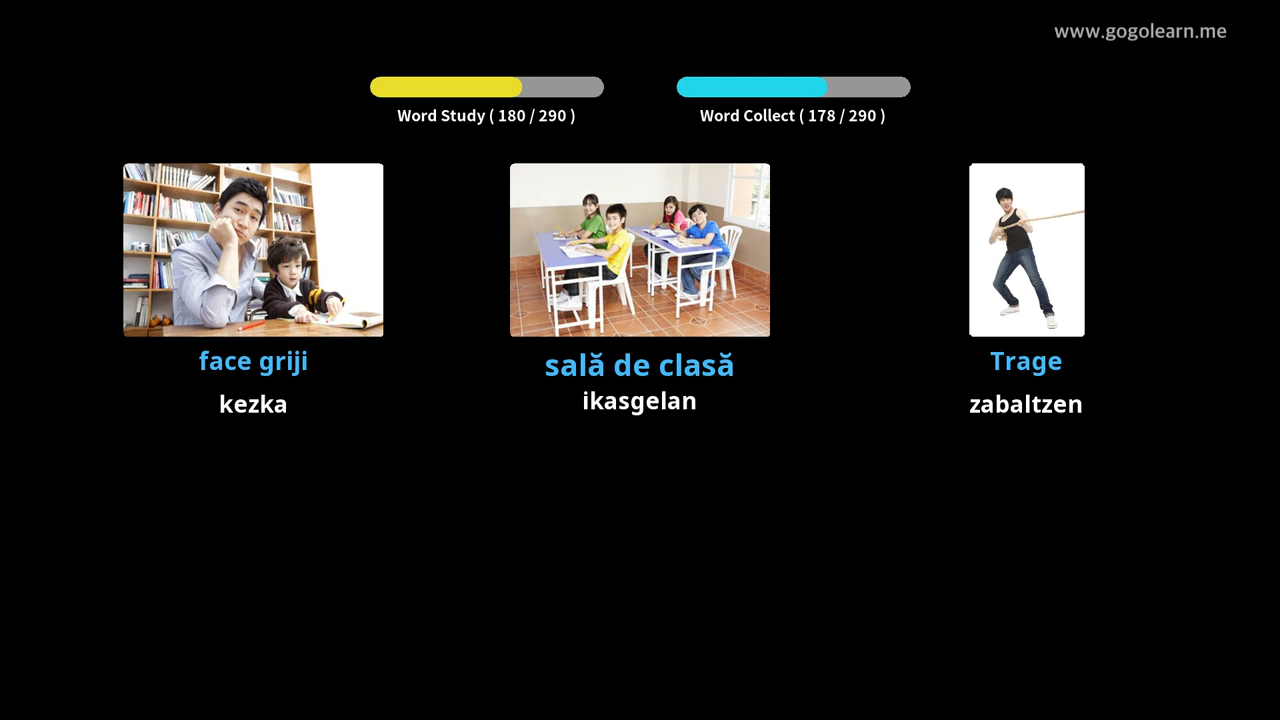 www.gogolearn.me
Word Study ( 180 / 290 )
Word Collect ( 178 / 290 )
face griji
kezka
sală de clasă
ikasgelan
Trage
zabaltzen